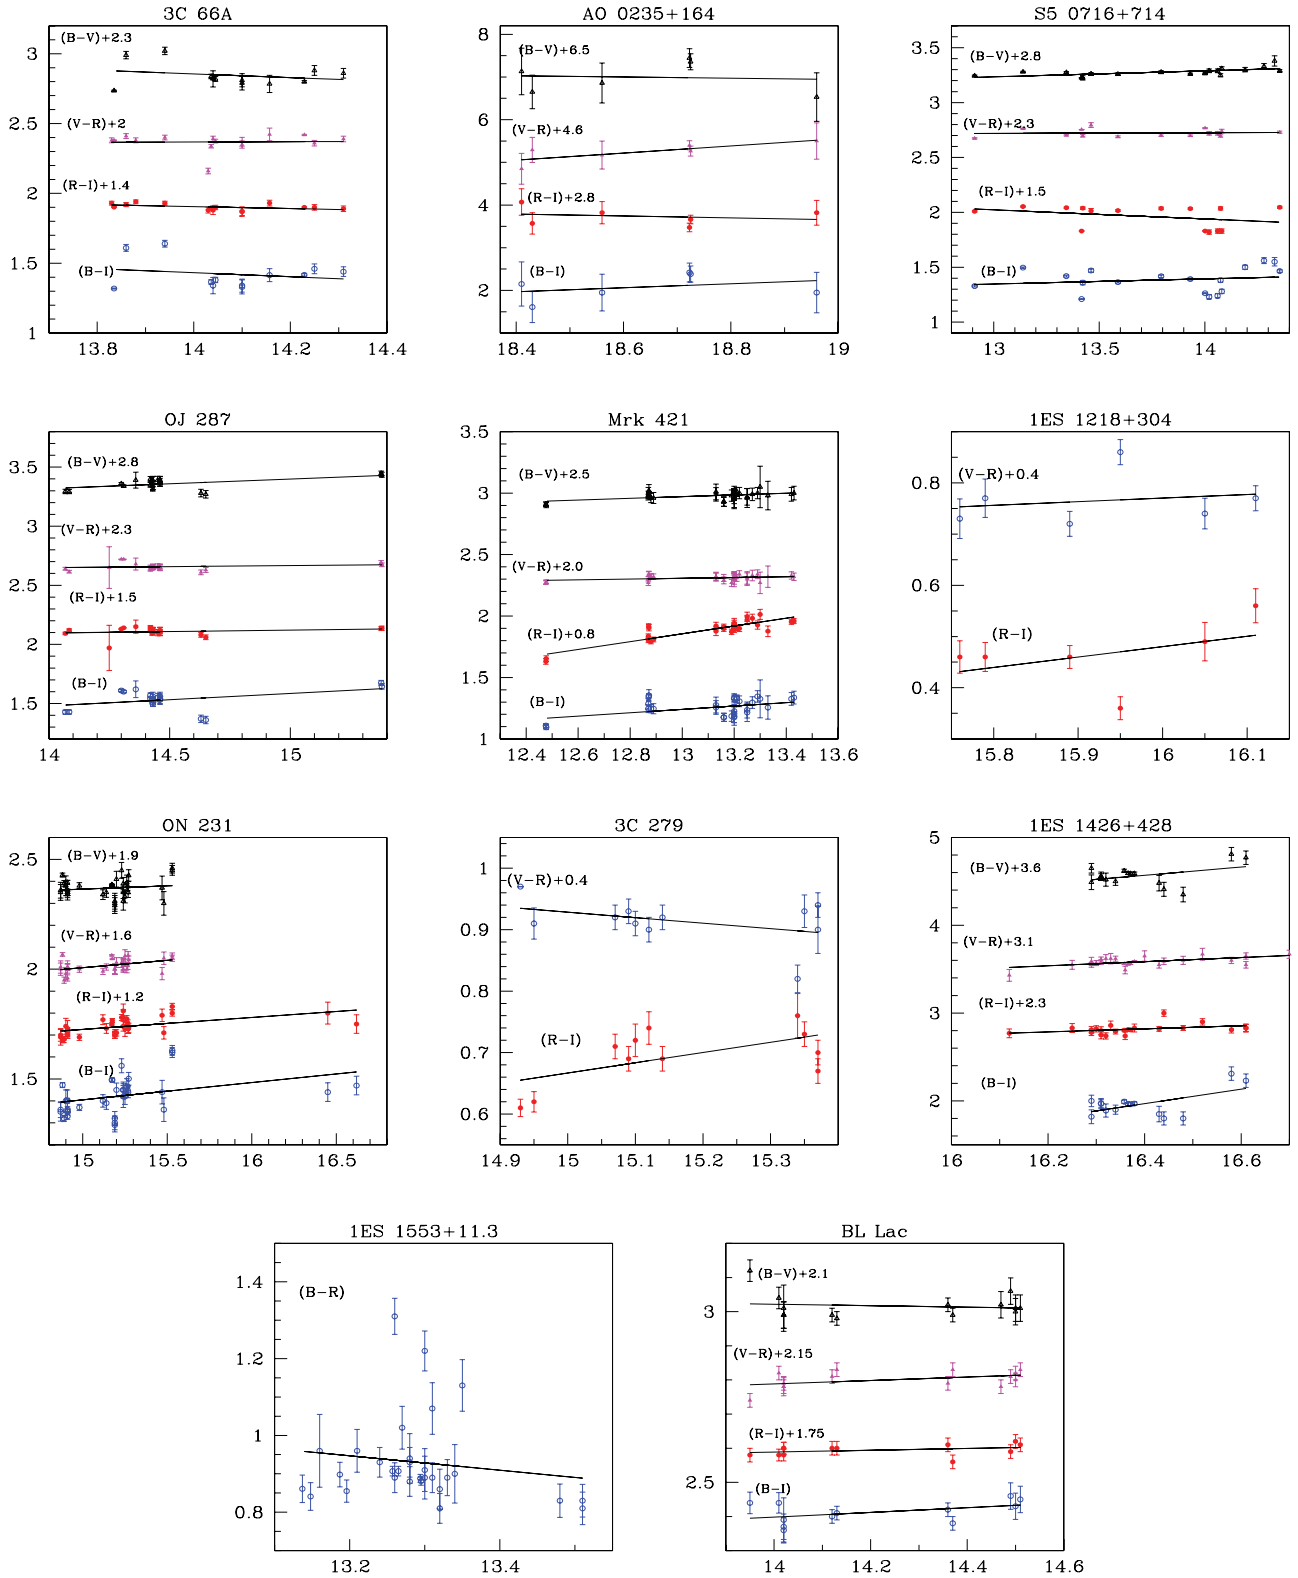 3C 66A
(B-V)+2.3
(V-R)+2
(R-I)+1.4
(B-I)
3
2.5
2
1.5
1
13.8 14 14.2 14.4
AO 0235+164
(B-V)+6.5
(V-R)+4.6
(R-I)+2.8
(B-I)
8
6
4
2
18.4 18.6 18.8 19
S5 0716+714
(B-V)+2.8
(V-R)+2.3
(R-I)+1.5
(B-I)
3.5
3
2.5
2
1.5
1
13 13.5 14
OJ 287
(B-V)+2.8
(V-R)+2.3
(R-I)+1.5
(B-I)
3.5
3
2.5
2
1.5
14 14.5 15
Mrk 421
(B-V)+2.5
(V-R)+2.0
(R-I)+0.8
(B-I)
3.5
3
2.5
2
1.5
1
12.4 12.6 12.8 13 13.2 13.4 13.6
1ES 1218+304
(V-R)+0.4
(R-I)
0.8
0.6
0.4
15.8 15.9 16 16.1
ON 231
(B-V)+1.9
(V-R)+1.6
(R-I)+1.2
(B-I)
2.5
2
1.5
15 15.5 16 16.5
3C 279
(V-R)+0.4
(R-I)
1
0.9
0.8
0.7
0.6
14.9 15 15.1 15.2 15.3
1ES 1426+428
(B-V)+3.6
(V-R)+3.1
(R-I)+2.3
(B-I)
5
4
3
2
16 16.2 16.4 16.6
1ES 1553+11.3
(B-R)
1.4
1.2
1
0.8
13.2 13.4
BL Lac
(B-V)+2.1
(V-R)+2.15
(R-I)+1.75
(B-I)
3
2.5
14 14.2 14.4 14.6